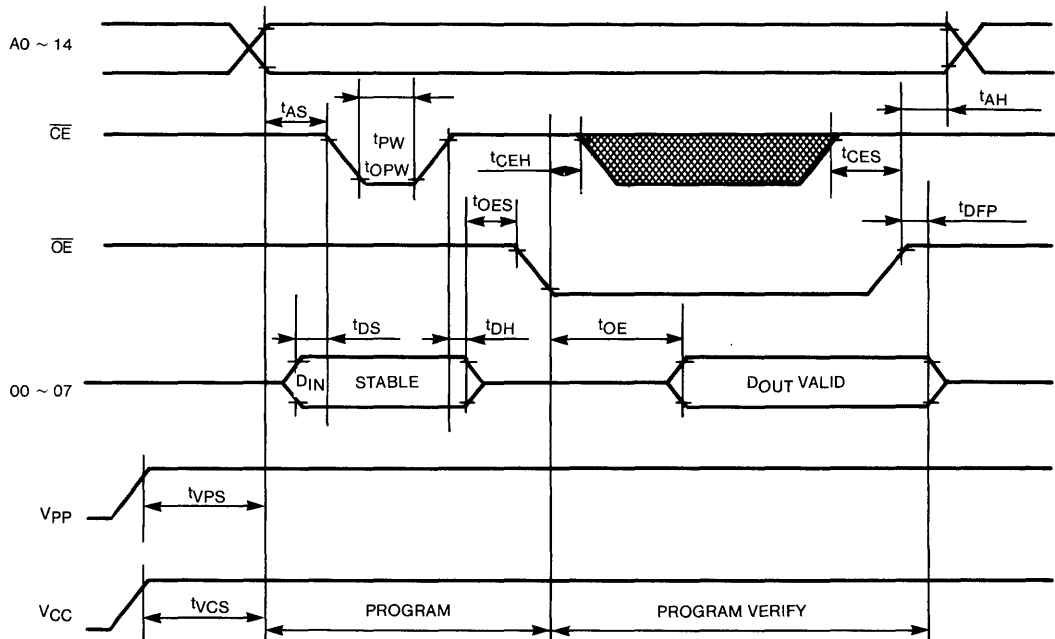 A0 ~ 14
tAS
tAH
CE
tPW
tOPW
tCEH
tCES
tOES
tDFP
OE
tDS
tDH
tOE
00 ~ 07
DIN STABLE
DOUT VALID
VPP
tVPS
VCC
tVCS
PROGRAM
PROGRAM VERIFY